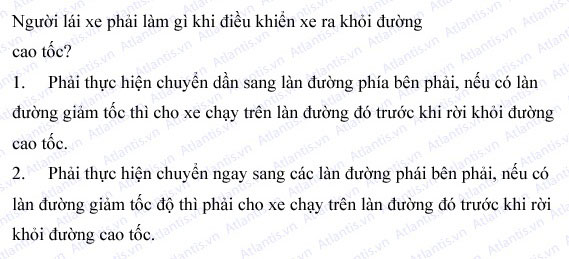 Người lái xe phải làm gì khi điều khiển xe ra khỏi đường
cao tốc?
1. Phải thực hiện chuyển dần sang làn đường phía bên phải, nếu có làn
đường giảm tốc thì cho xe chạy trên làn đường đó trước khi rời khỏi đường
cao tốc.
2. Phải thực hiện chuyển ngay sang các làn đường phái bên phải, nếu có
làn đường giảm tốc độ thì phải cho xe chạy trên làn đường đó trước khi rời
khỏi đường cao tốc.